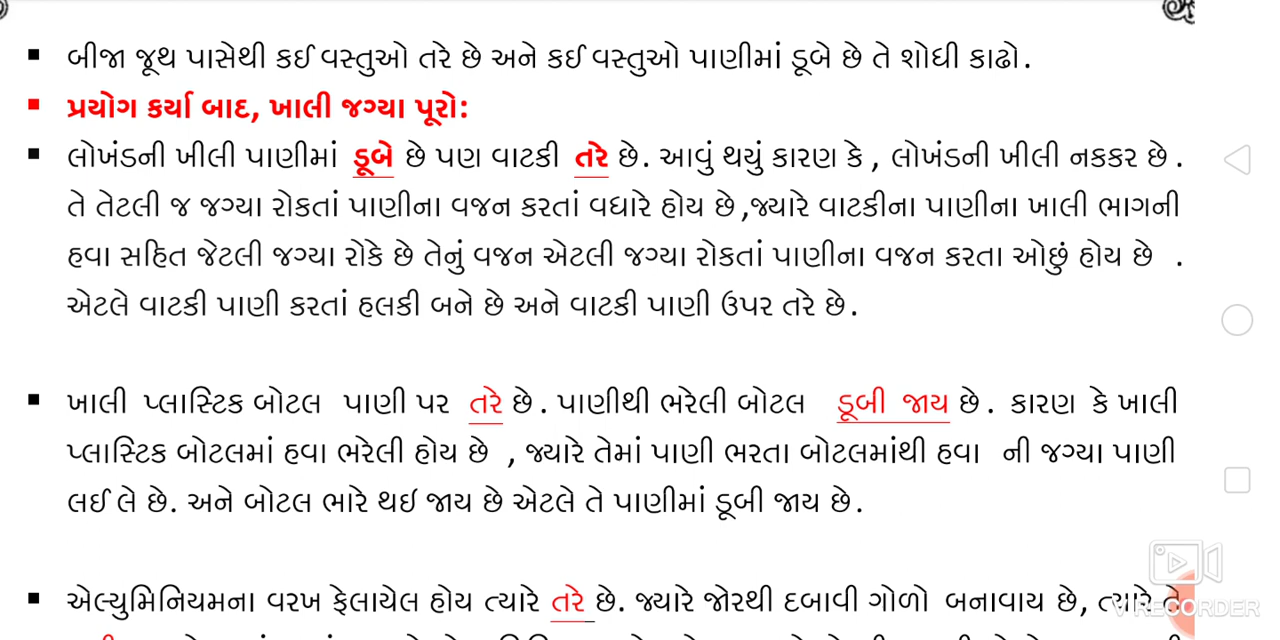 ▪ બીજા જૂથ પાસેથી કઈ વસ્તુઓ તરે છે અને કઈ વસ્તુઓ પાણીમાં ડૂબે છે તે શોધી કાઢો.
▪ પ્રયોગ કર્યા બાદ, ખાલી જગ્યા પૂરો:
▪ લોખંડની ખીલી પાણીમાં ડૂબે છે પણ વાટકી તરે છે. આવું થયું કારણ કે , લોખંડની ખીલી નકકર છે .
તે તેટલી જ જગ્યા રોકતાં પાણીના વજન કરતાં વધારે હોય છે ,જ્યારે વાટકીના પાણીના ખાલી ભાગની
હવા સહિત જેટલી જગ્યા રોકે છે તેનું વજન એટલી જગ્યા રોકતાં પાણીના વજન કરતા ઓછું હોય છે .
એટલે વાટકી પાણી કરતાં હલકી બને છે અને વાટકી પાણી ઉપર તરે છે.
▪ ખાલી પ્લાસ્ટિક બોટલ પાણી પર તરે છે. પાણીથી ભરેલી બોટલ ડૂબી જાય છે. કારણ કે ખાલી
પ્લાસ્ટિક બોટલમાં હવા ભરેલી હોય છે , જ્યારે તેમાં પાણી ભરતા બોટલમાંથી હવા ની જગ્યા પાણી
લઈ લે છે. અને બોટલ ભારે થઇ જાય છે એટલે તે પાણીમાં ડૂબી જાય છે.
▪ એલ્યુમિનિયમના વરખ ફેલાયેલ હોય ત્યારે તરે છે. જ્યારે જોરથી દબાવી ગોળો બનાવાય છે, ત્યારે તે
VRECORDER